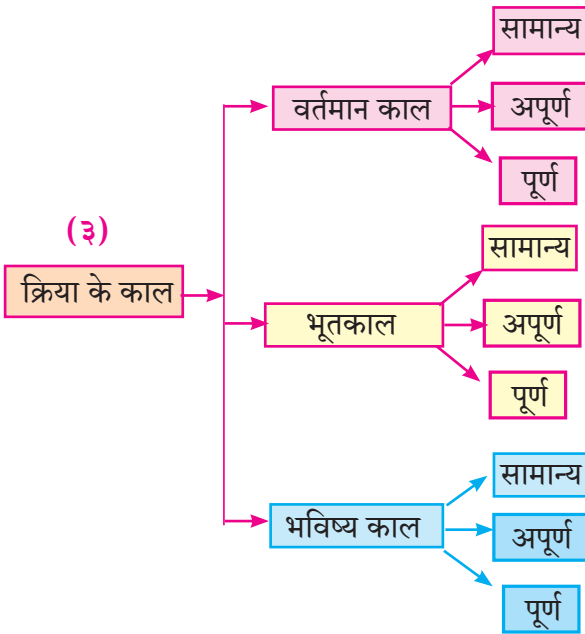 (३)
क्रिया के काल
वर्तमान काल
सामान्य
अपूर्ण
पूर्ण
भूतकाल
सामान्य
अपूर्ण
पूर्ण
भविष्य काल
सामान्य
अपूर्ण
पूर्ण